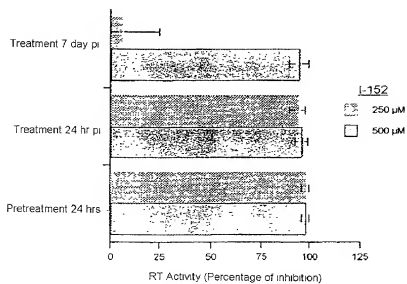 Treatment 7 day pi
Treatment 24 hr pi
Pretreatment 24 hrs
I-152
250 µM
500 µM
0 25 50 75 100 125
RT Activity (Percentage of inhibition)